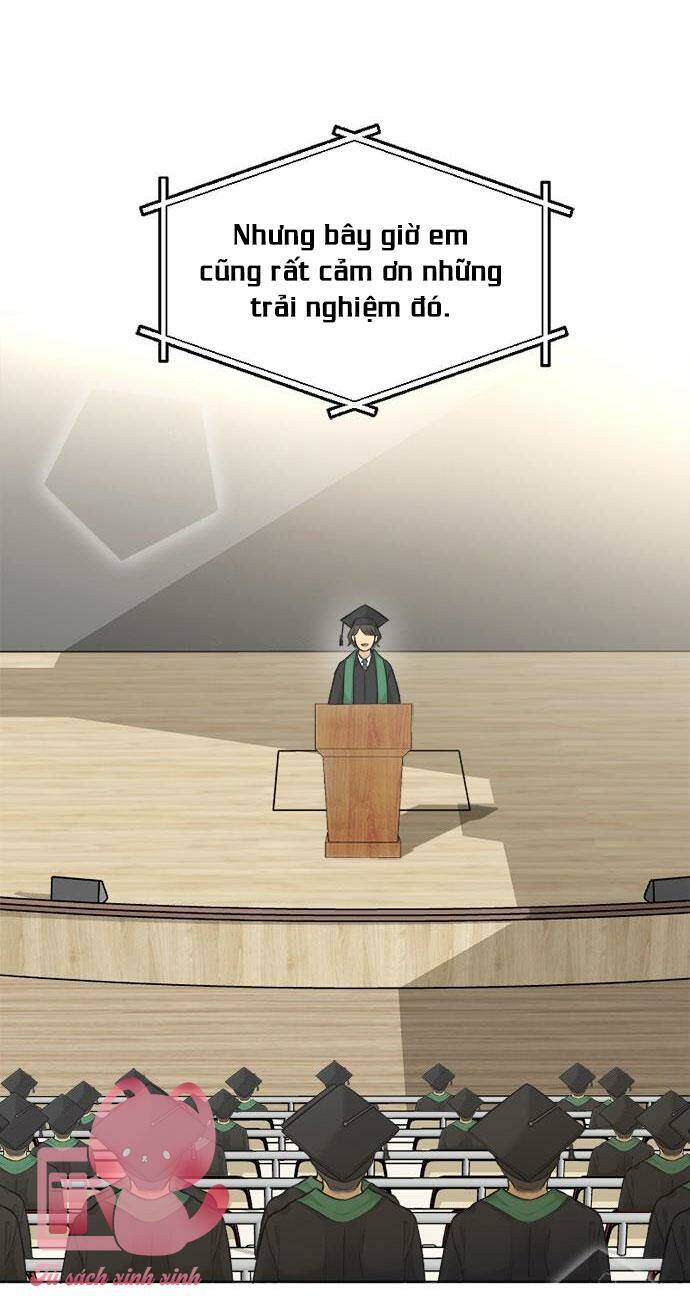 Nhưng bây giờ em
cũng rất cảm ơn những
trải nghiệm đó.
Tủ sách xinh xinh